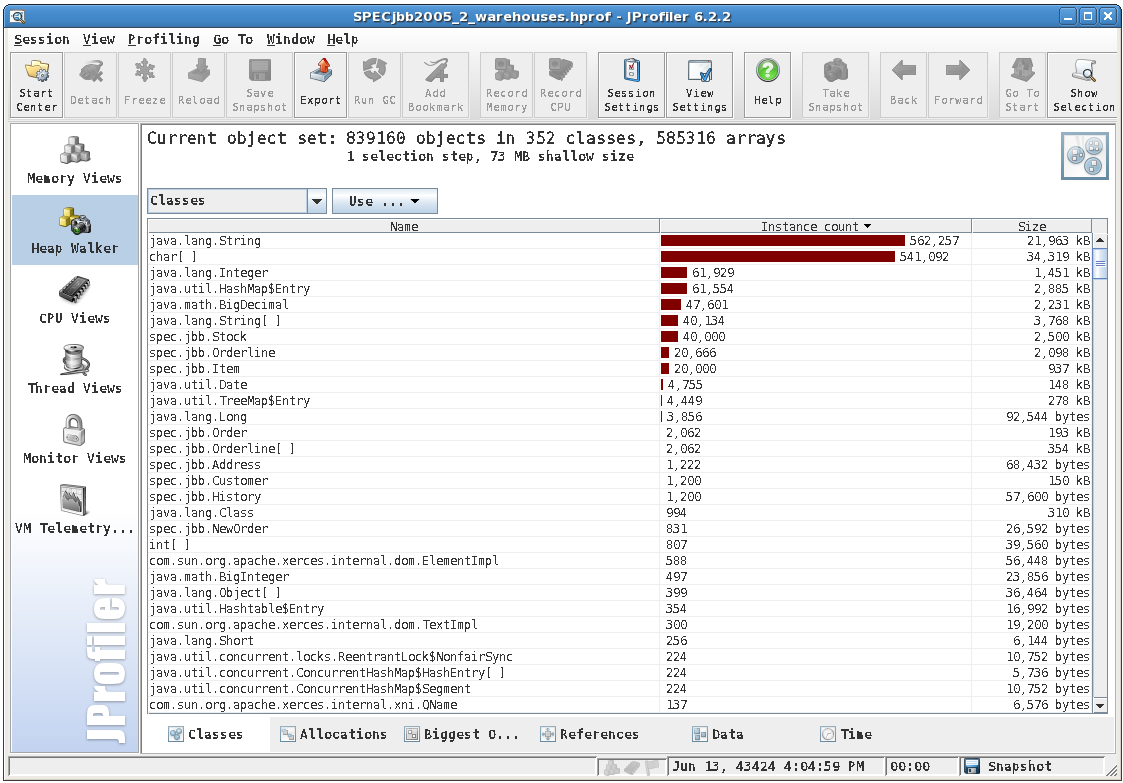 SPECjbb2005_2_warehouses.hprof - JProfiler 6.2.2
Session View Profiling Go To Window Help
Start Center
Detach
Freeze
Reload
Save Snapshot
Export
Run GC
Add Bookmark
Record Memory
Record CPU
Session Settings
View Settings
Help
Take Snapshot
Back
Forward
Go To Start
Show Selection
Memory Views
Heap Walker
CPU Views
Thread Views
Monitor Views
VM Telemetry...
JProfiler
Current object set: 839160 objects in 352 classes, 585316 arrays
1 selection step, 73 MB shallow size
Classes
Use ...
Name Instance count Size
java.lang.String 562,257 21,963 kB
char[ ] 541,092 34,319 kB
java.lang.Integer 61,929 1,451 kB
java.util.HashMap$Entry 61,554 2,885 kB
java.math.BigDecimal 47,601 2,231 kB
java.lang.String[ ] 40,134 3,768 kB
spec.jbb.Stock 40,000 2,500 kB
spec.jbb.Orderline 20,666 2,098 kB
spec.jbb.Item 20,000 937 kB
java.util.Date 4,755 148 kB
java.util.TreeMap$Entry 4,449 278 kB
java.lang.Long 3,856 92,544 bytes
spec.jbb.Order 2,062 193 kB
spec.jbb.Orderline[ ] 2,062 354 kB
spec.jbb.Address 1,222 68,432 bytes
spec.jbb.Customer 1,200 150 kB
spec.jbb.History 1,200 57,600 bytes
java.lang.Class 994 310 kB
spec.jbb.NewOrder 831 26,592 bytes
int[ ] 807 39,560 bytes
com.sun.org.apache.xerces.internal.dom.ElementImpl 588 56,448 bytes
java.math.BigInteger 497 23,856 bytes
java.lang.Object[ ] 399 36,464 bytes
java.util.Hashtable$Entry 354 16,992 bytes
com.sun.org.apache.xerces.internal.dom.TextImpl 300 19,200 bytes
java.lang.Short 256 6,144 bytes
java.util.concurrent.locks.ReentrantLock$NonfairSync 224 10,752 bytes
java.util.concurrent.ConcurrentHashMap$HashEntry[ ] 224 5,736 bytes
java.util.concurrent.ConcurrentHashMap$Segment 224 10,752 bytes
com.sun.org.apache.xerces.internal.xni.QName 137 6,576 bytes
Classes Allocations Biggest O... References Data Time
Jun 13, 43424 4:04:59 PM 00:00 Snapshot